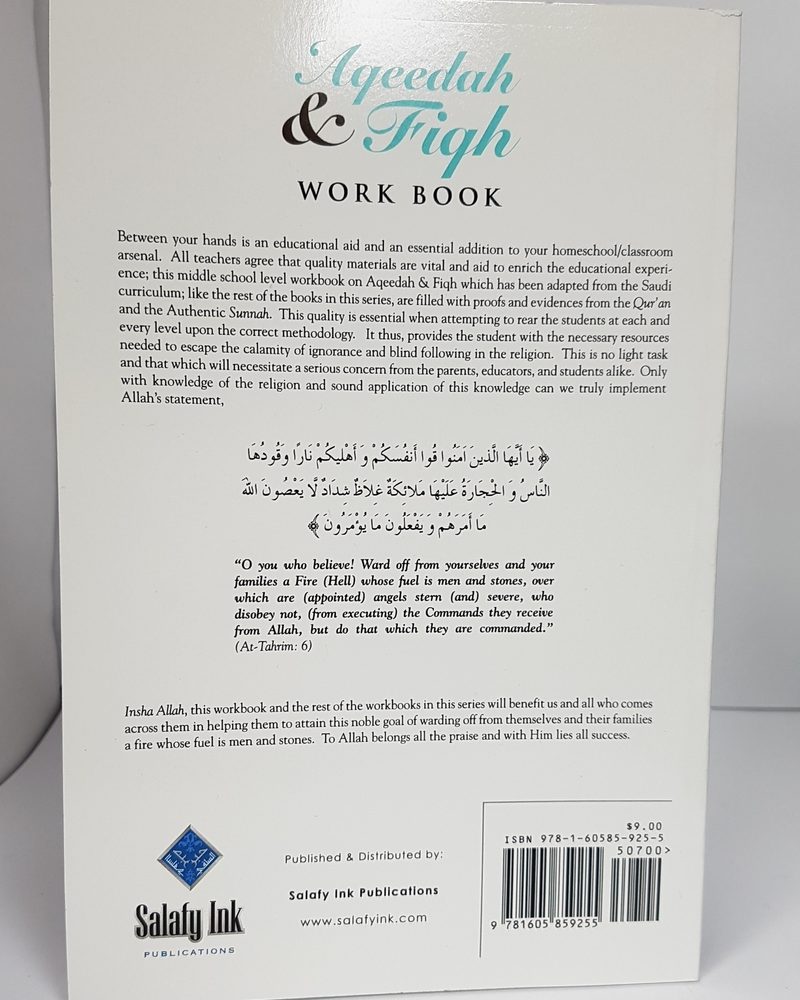 'Aqeedah
& Fiqh
WORK BOOK
Between your hands is an educational aid and an essential addition to your homeschool/classroom
arsenal. All teachers agree that quality materials are vital and aid to enrich the educational experi-
ence; this middle school level workbook on Aqeedah & Fiqh which has been adapted from the Saudi
curriculum; like the rest of the books in this series, are filled with proofs and evidences from the Qur'an
and the Authentic Sunnah. This quality is essential when attempting to rear the students at each and
every level upon the correct methodology. It thus, provides the student with the necessary resources
needed to escape the calamity of ignorance and blind following in the religion. This is no light task
and that which will necessitate a serious concern from the parents, educators, and students alike. Only
with knowledge of the religion and sound application of this knowledge can we truly implement
Allah's statement,
﴿ يَا أَيُّهَا الَّذِينَ آمَنُوا قُوا أَنفُسَكُمْ وَ أَهْلِيكُمْ نَارًا وَقُودُهَا
النَّاسُ وَ الْحِجَارَةُ عَلَيْهَا مَلَائِكَةٌ غِلَاظٌ شِدَادٌ لَّا يَعْصُونَ اللَّهَ
مَا أَمَرَهُمْ وَ يَفْعَلُونَ مَا يُؤْمَرُونَ ﴾
"O you who believe! Ward off from yourselves and your
families a Fire (Hell) whose fuel is men and stones, over
which are (appointed) angels stern (and) severe, who
disobey not, (from executing) the Commands they receive
from Allah, but do that which they are commanded."
(At-Tahrim: 6)
Insha Allah, this workbook and the rest of the workbooks in this series will benefit us and all who comes
across them in helping them to attain this noble goal of warding off from themselves and their families
a fire whose fuel is men and stones. To Allah belongs all the praise and with Him lies all success.
Salafy Ink
PUBLICATIONS
Published & Distributed by:
Salafy Ink Publications
www.salafyink.com
$9.00
ISBN 978-1-60585-925-5
50700>
9 781605 859255